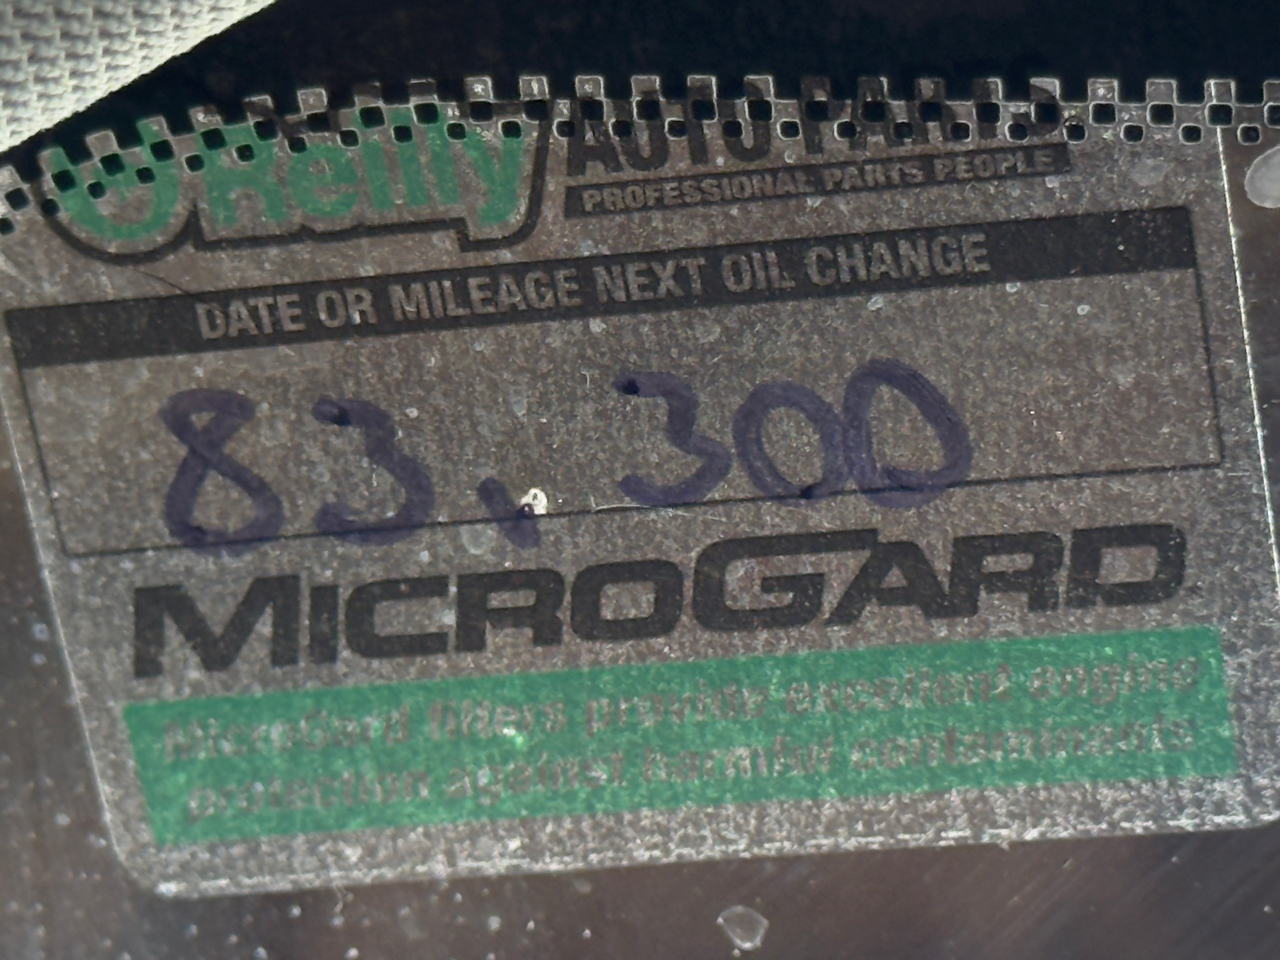 O'Reilly AUTO PARTS
PROFESSIONAL PARTS PEOPLE
DATE OR MILEAGE NEXT OIL CHANGE
83,300
MICROGARD
MicroGard filters provide excellent engine
protection against harmful contaminants